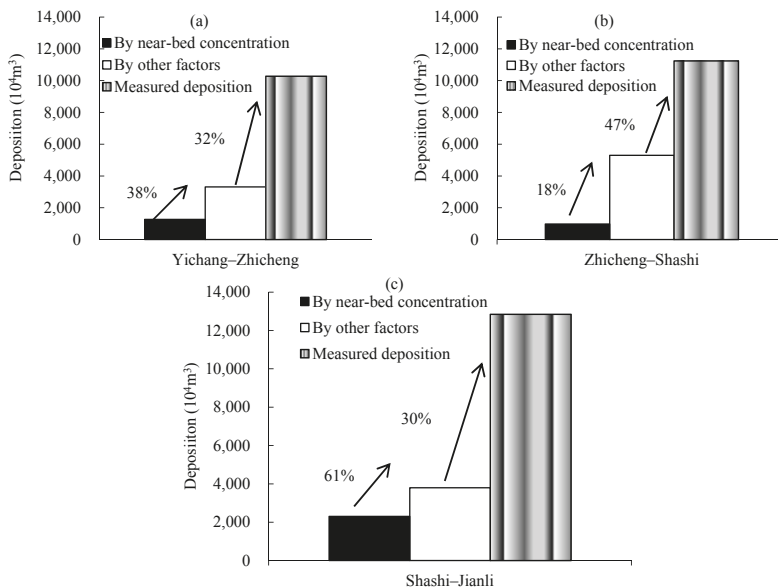 (a)
14,000
12,000
10,000
8,000
6,000
4,000
2,000
0
Deposiiton (10⁴m³)
By near-bed concentration
By other factors
Measured deposition
38%
32%
Yichang–Zhicheng
(b)
14,000
12,000
10,000
8,000
6,000
4,000
2,000
0
Deposiiton (10⁴m³)
By near-bed concentration
By other factors
Measured deposition
18%
47%
Zhicheng–Shashi
(c)
14,000
12,000
10,000
8,000
6,000
4,000
2,000
0
Deposiiton (10⁴m³)
By near-bed concentration
By other factors
Measured deposition
61%
30%
Shashi–Jianli